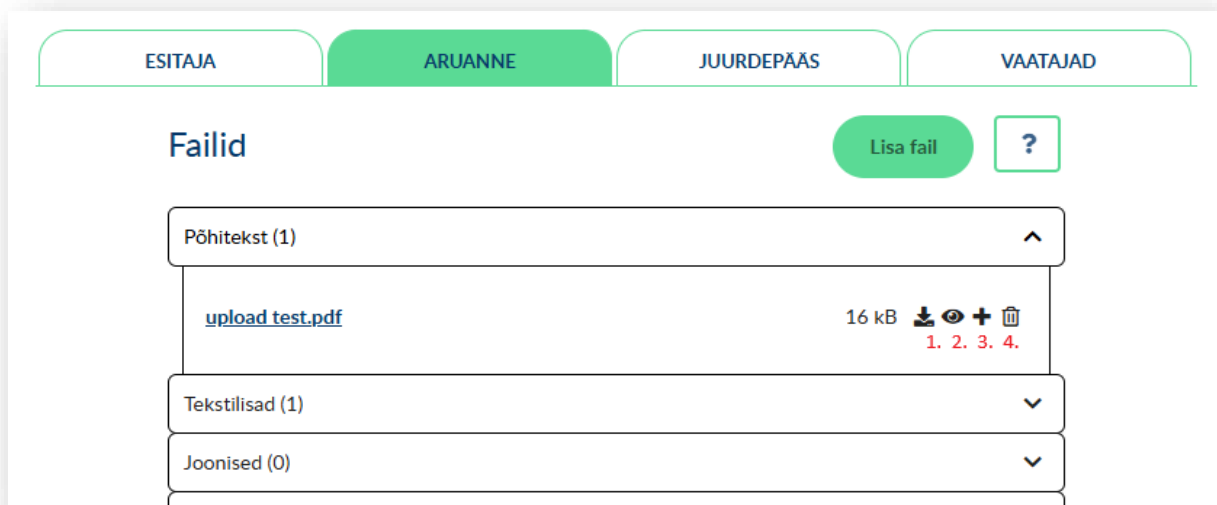 ESITAJA ARUANNE JUURDEPÄÄS VAATAJAD
Failid Lisa fail ?
Põhitekst (1)
upload test.pdf 16 kB
1. 2. 3. 4.
Tekstilisad (1)
Joonised (0)